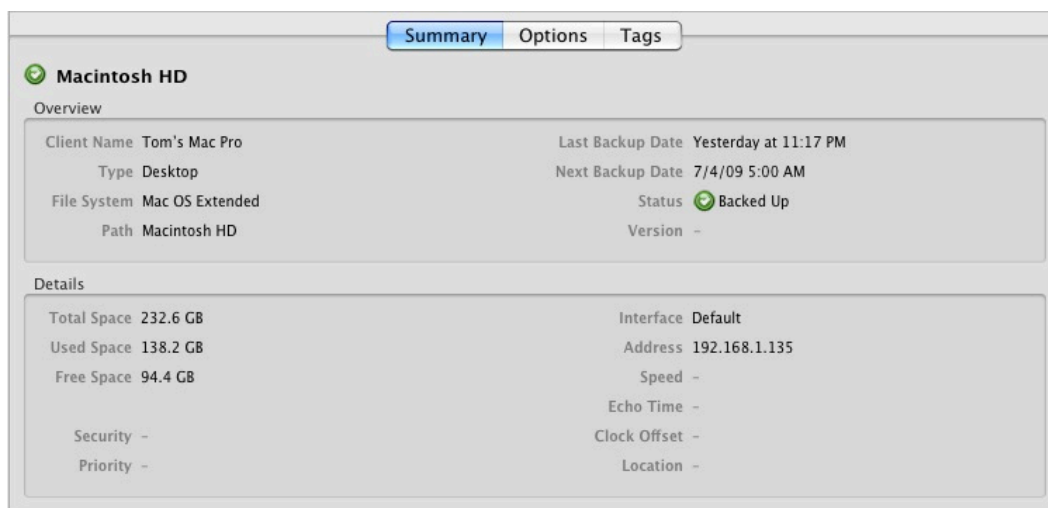 Summary Options Tags
Macintosh HD
Overview
Client Name Tom's Mac Pro
Type Desktop
File System Mac OS Extended
Path Macintosh HD
Last Backup Date Yesterday at 11:17 PM
Next Backup Date 7/4/09 5:00 AM
Status Backed Up
Version -
Details
Total Space 232.6 GB
Used Space 138.2 GB
Free Space 94.4 GB
Security -
Priority -
Interface Default
Address 192.168.1.135
Speed -
Echo Time -
Clock Offset -
Location -